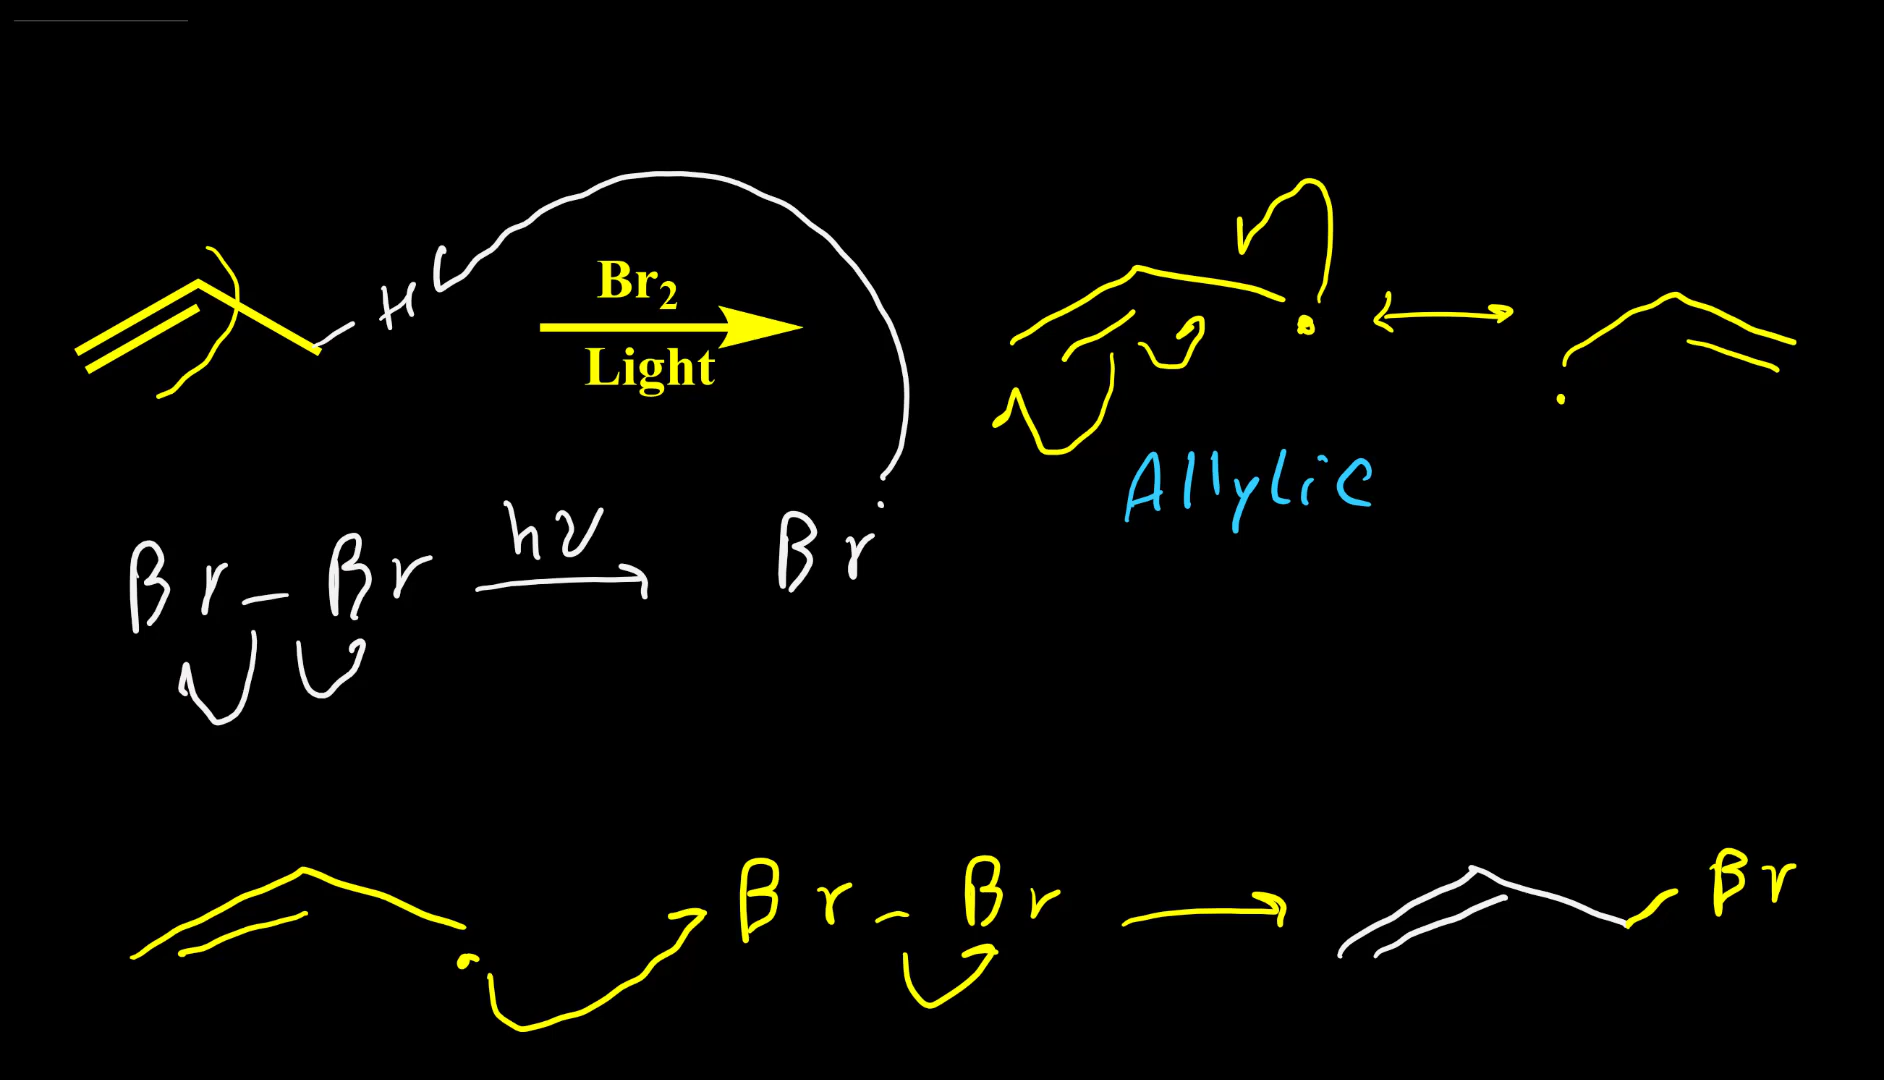 H
Br2
Light
Allylic
Br - Br hν Br·
Br - Br Br